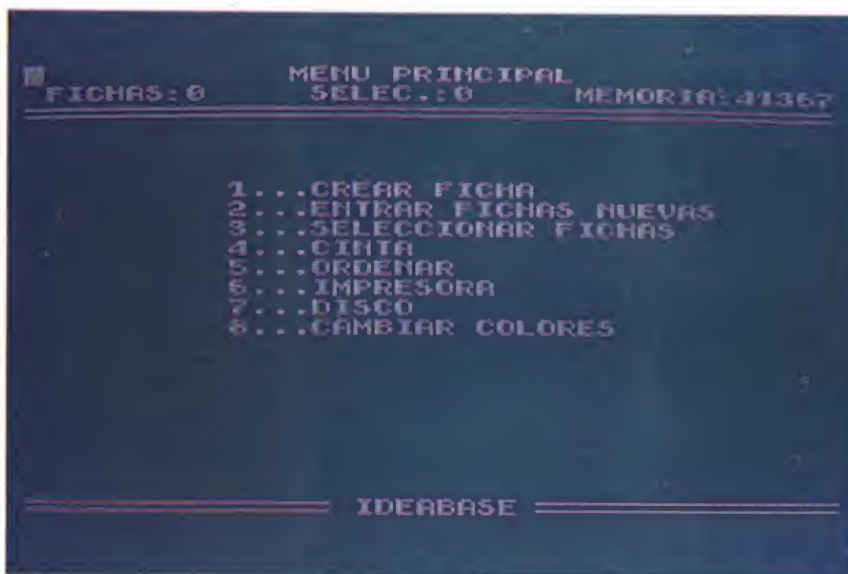 MENU PRINCIPAL
FICHAS:0 SELEC.:0 MEMORIA:41367
1...CREAR FICHA
2...ENTRAR FICHAS NUEVAS
3...SELECCIONAR FICHAS
4...CINTA
5...ORDENAR
6...IMPRESORA
7...DISCO
8...CAMBIAR COLORES
IDEABASE